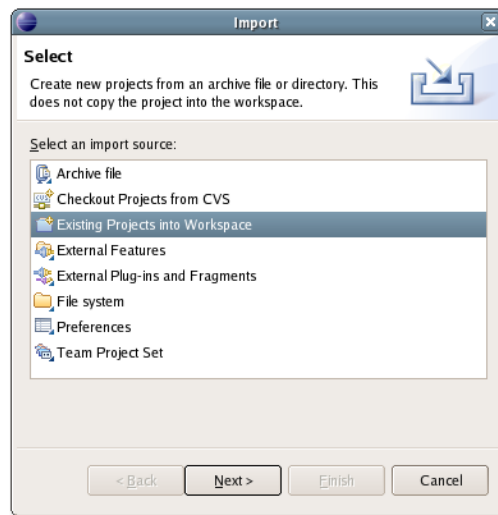 Import
Select
Create new projects from an archive file or directory. This
does not copy the project into the workspace.
Select an import source:
Archive file
Checkout Projects from CVS
Existing Projects into Workspace
External Features
External Plug-ins and Fragments
File system
Preferences
Team Project Set
< Back
Next >
Finish
Cancel